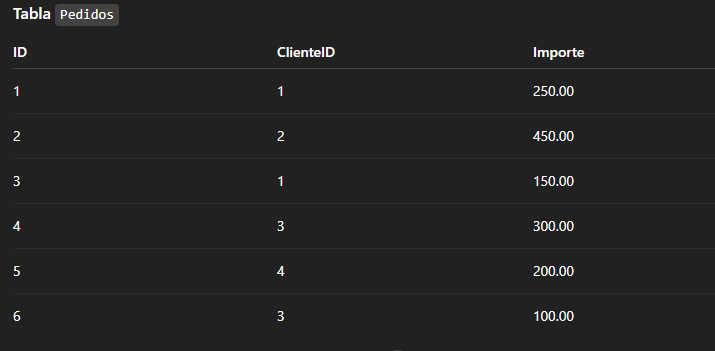 Tabla Pedidos
ID ClienteID Importe
1 1 250.00
2 2 450.00
3 1 150.00
4 3 300.00
5 4 200.00
6 3 100.00